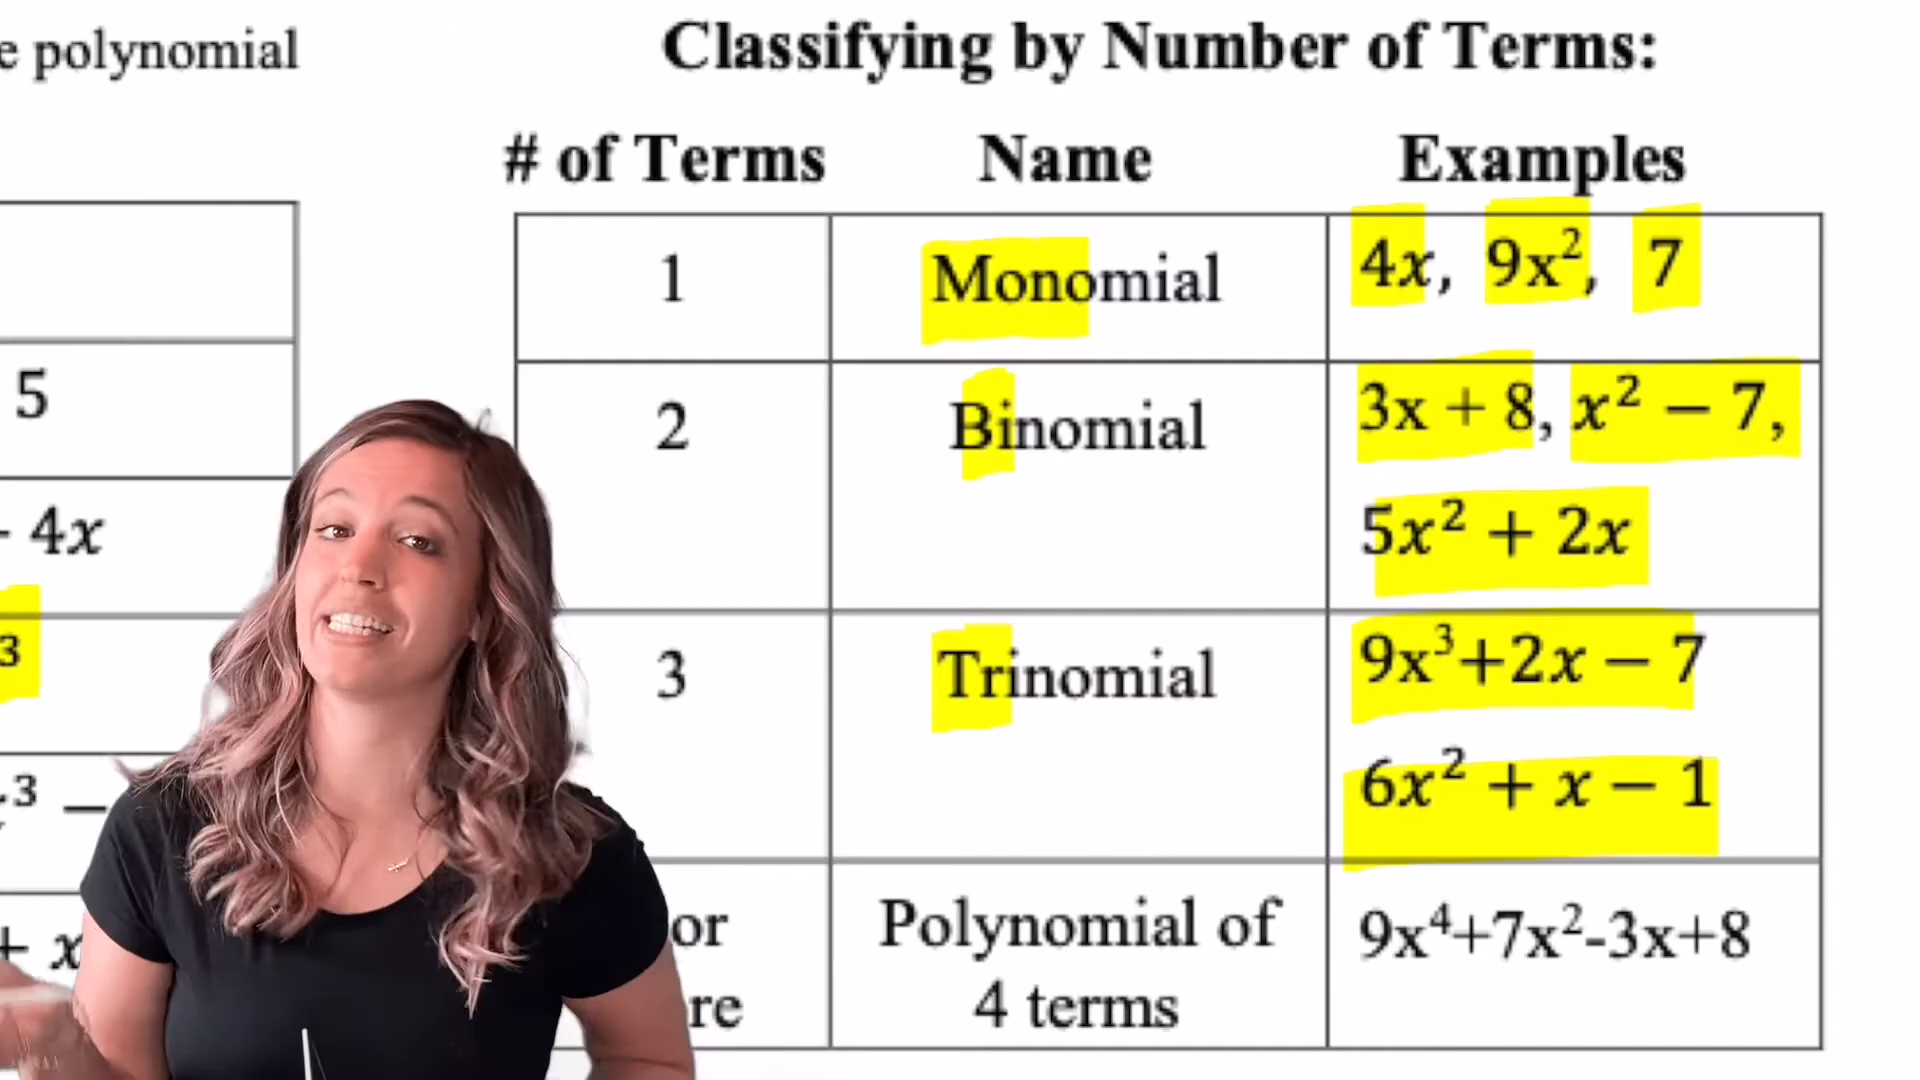 e polynomial
5
- 4x
3
³ –
+ x
Classifying by Number of Terms:
# of Terms Name Examples
1 Monomial 4x, 9x², 7
2 Binomial 3x + 8, x² – 7,
5x² + 2x
3 Trinomial 9x³+2x – 7
6x² + x – 1
or Polynomial of 9x⁴+7x²-3x+8
re 4 terms